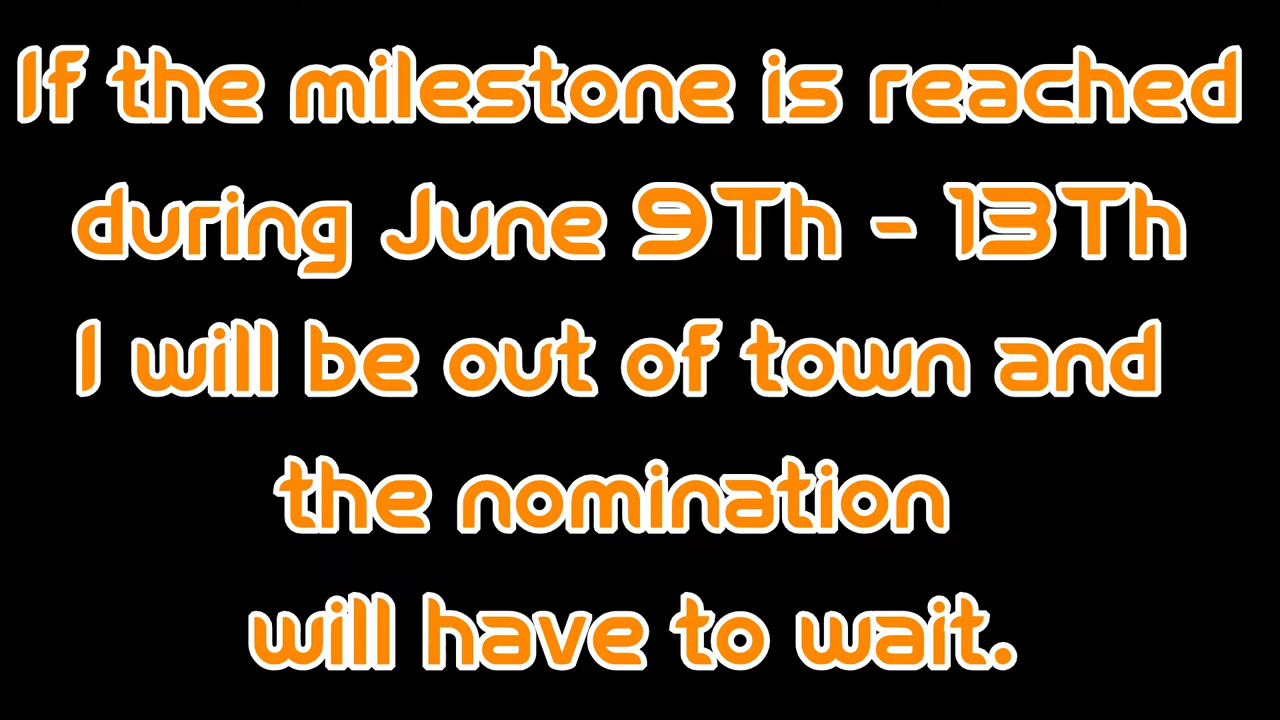 If the milestone is reached
during June 9Th - 13Th
I will be out of town and
the nomination
will have to wait.